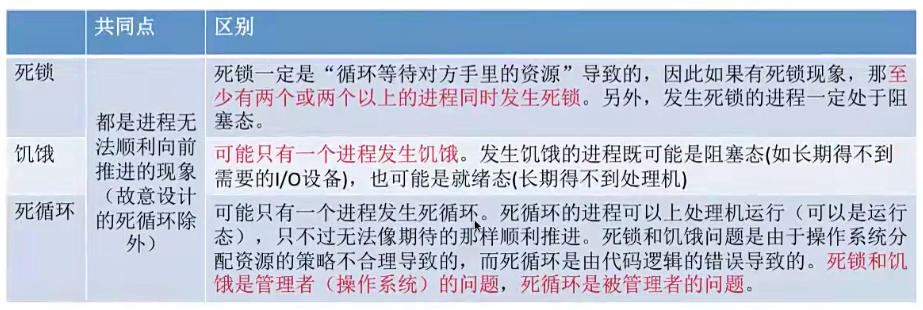 共同点
区别
死锁
死锁一定是“循环等待对方手里的资源”导致的，因此如果有死锁现象，那至
少有两个或两个以上的进程同时发生死锁。另外，发生死锁的进程一定处于阻
塞态。
都是进程无
法顺利向前
推进的现象
（故意设计
的死循环除
外）
饥饿
可能只有一个进程发生饥饿。发生饥饿的进程既可能是阻塞态(如长期得不到
需要的I/O设备)，也可能是就绪态(长期得不到处理机)
死循环
可能只有一个进程发生死循环。死循环的进程可以上处理机运行（可以是运行
态），只不过无法像期待的那样顺利推进。死锁和饥饿问题是由于操作系统分
配资源的策略不合理导致的，而死循环是由代码逻辑的错误导致的。死锁和饥
饿是管理者（操作系统）的问题，死循环是被管理者的问题。